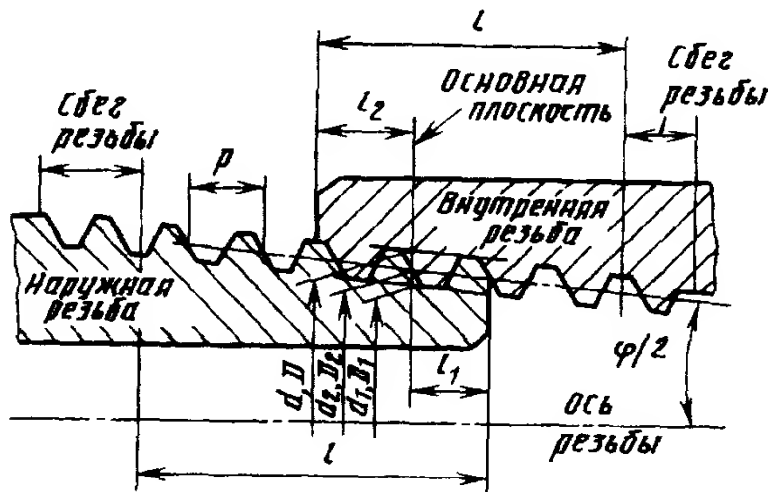 l
Сбег
резьбы
Основная
плоскость
l₂
Сбег
резьбы
P
Внутренняя
резьба
Наружная
резьба
d, D
d₂, D₂
d₁, D₁
l₁
φ/2
Ось
резьбы
l